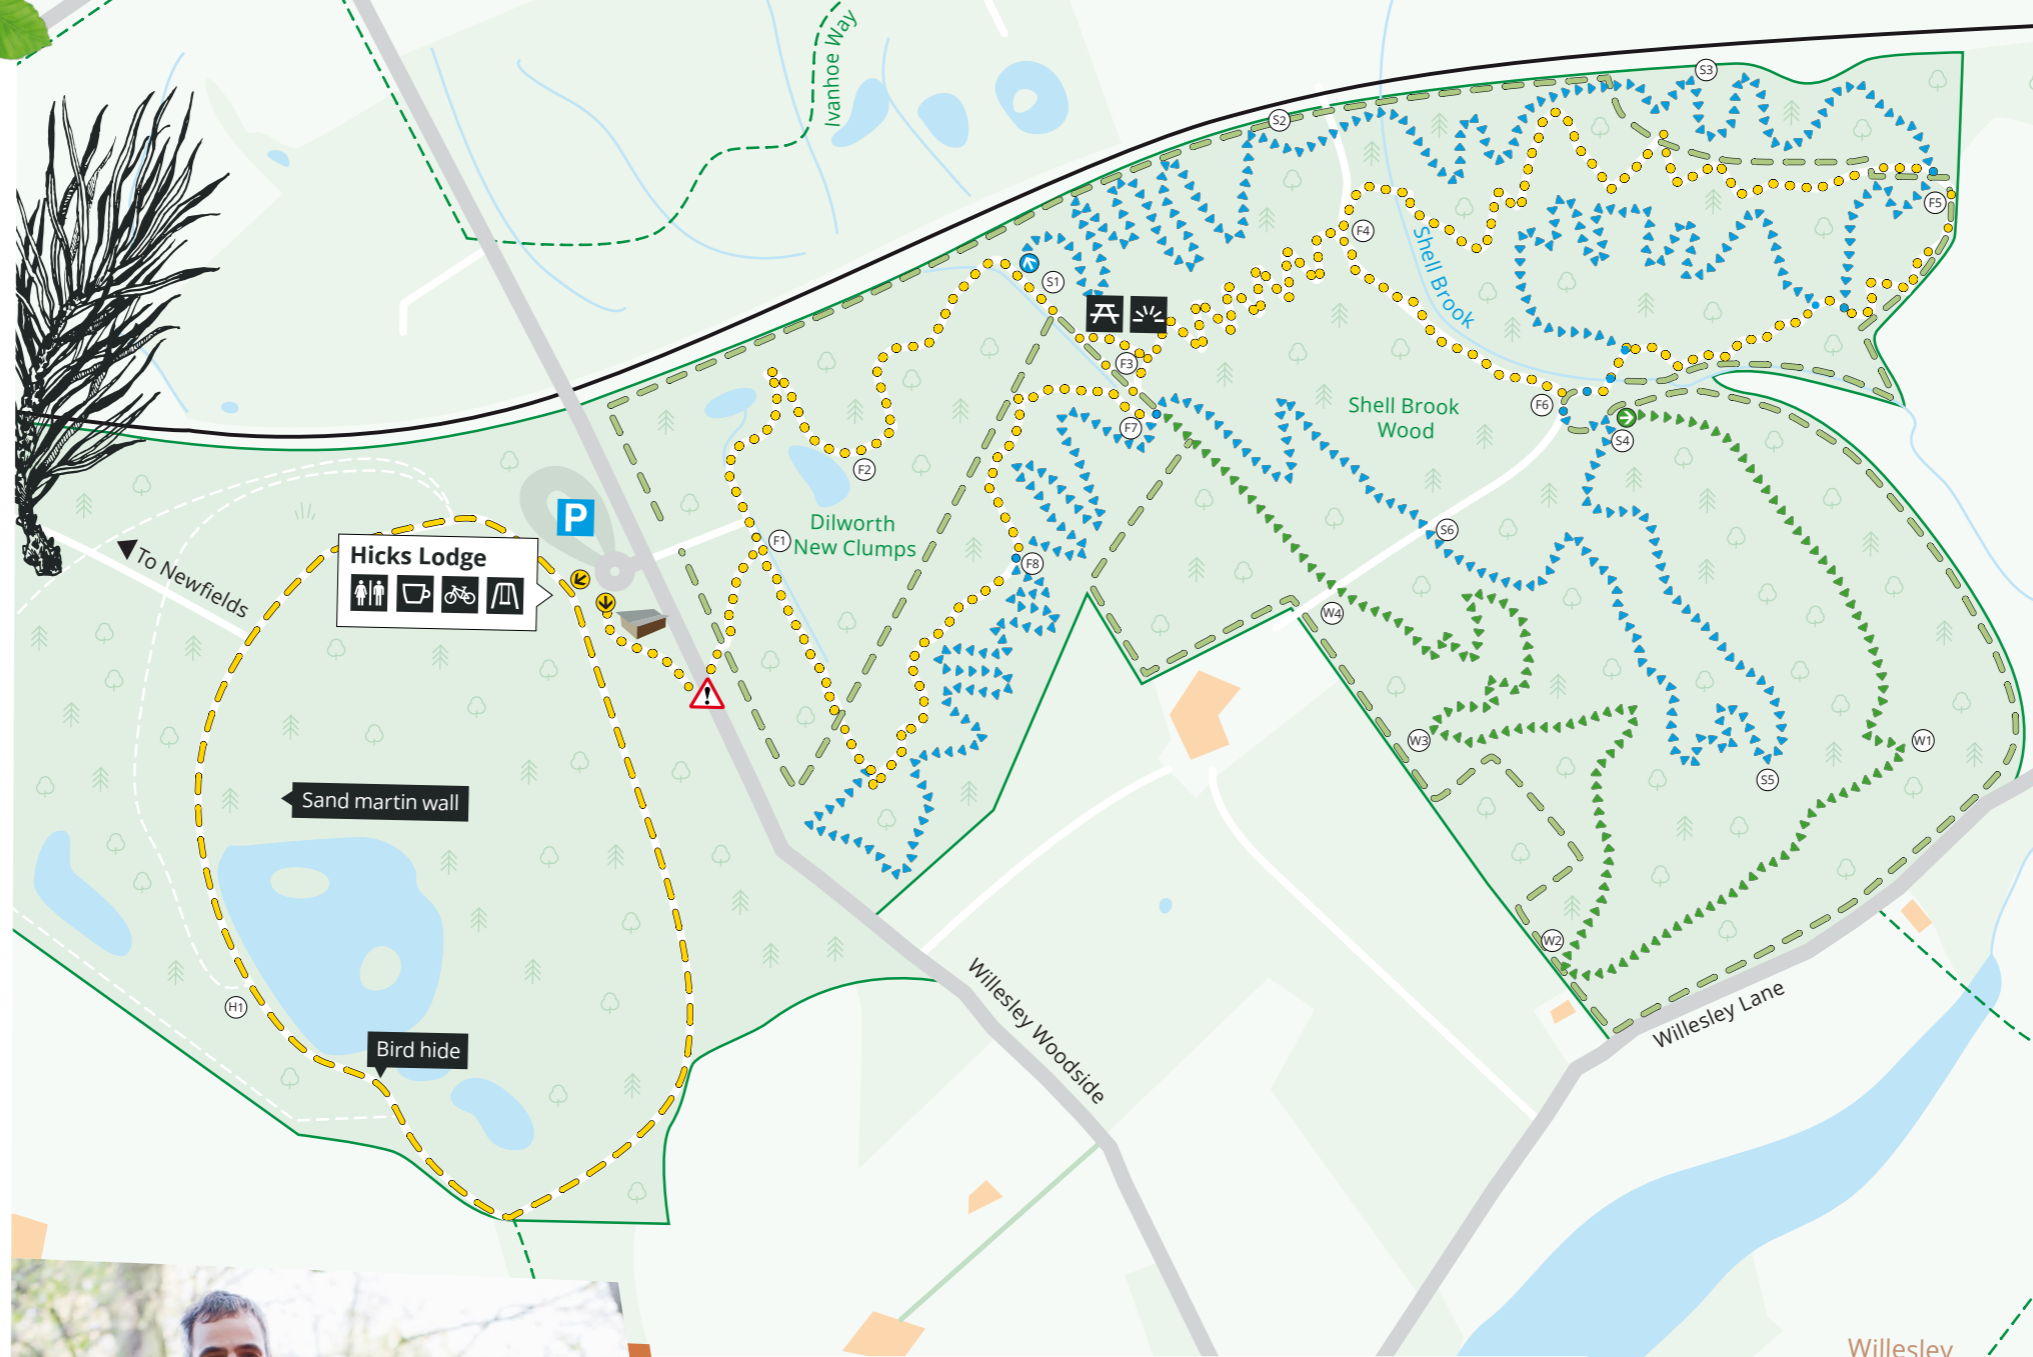 Ivanhoe Way
S3
S2
F5
F4
Shell Brook
S1
F3
F6
Shell Brook
Wood
F7
S4
F2
P
Dilworth
New Clumps
F1
S6
Hicks Lodge
To Newfields
F8
W4
!
W3
W1
S5
Sand martin wall
W2
H1
Bird hide
Willesley Woodside
Willesley Lane
Willesley